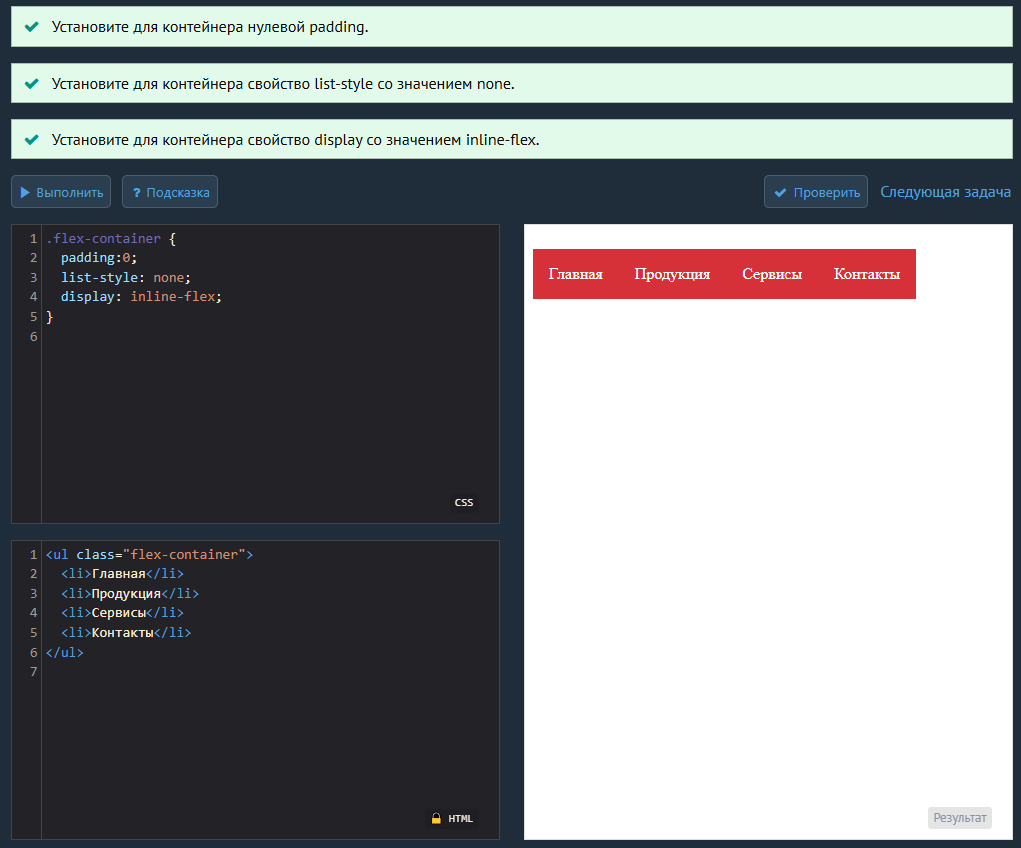 Установите для контейнера нулевой padding.
Установите для контейнера свойство list-style со значением none.
Установите для контейнера свойство display со значением inline-flex.
Выполнить ? Подсказка Проверить Следующая задача
1 .flex-container {
2   padding:0;
3   list-style: none;
4   display: inline-flex;
5 }
6
CSS
1 <ul class="flex-container">
2   <li>Главная</li>
3   <li>Продукция</li>
4   <li>Сервисы</li>
5   <li>Контакты</li>
6 </ul>
7
HTML
Главная Продукция Сервисы Контакты
Результат